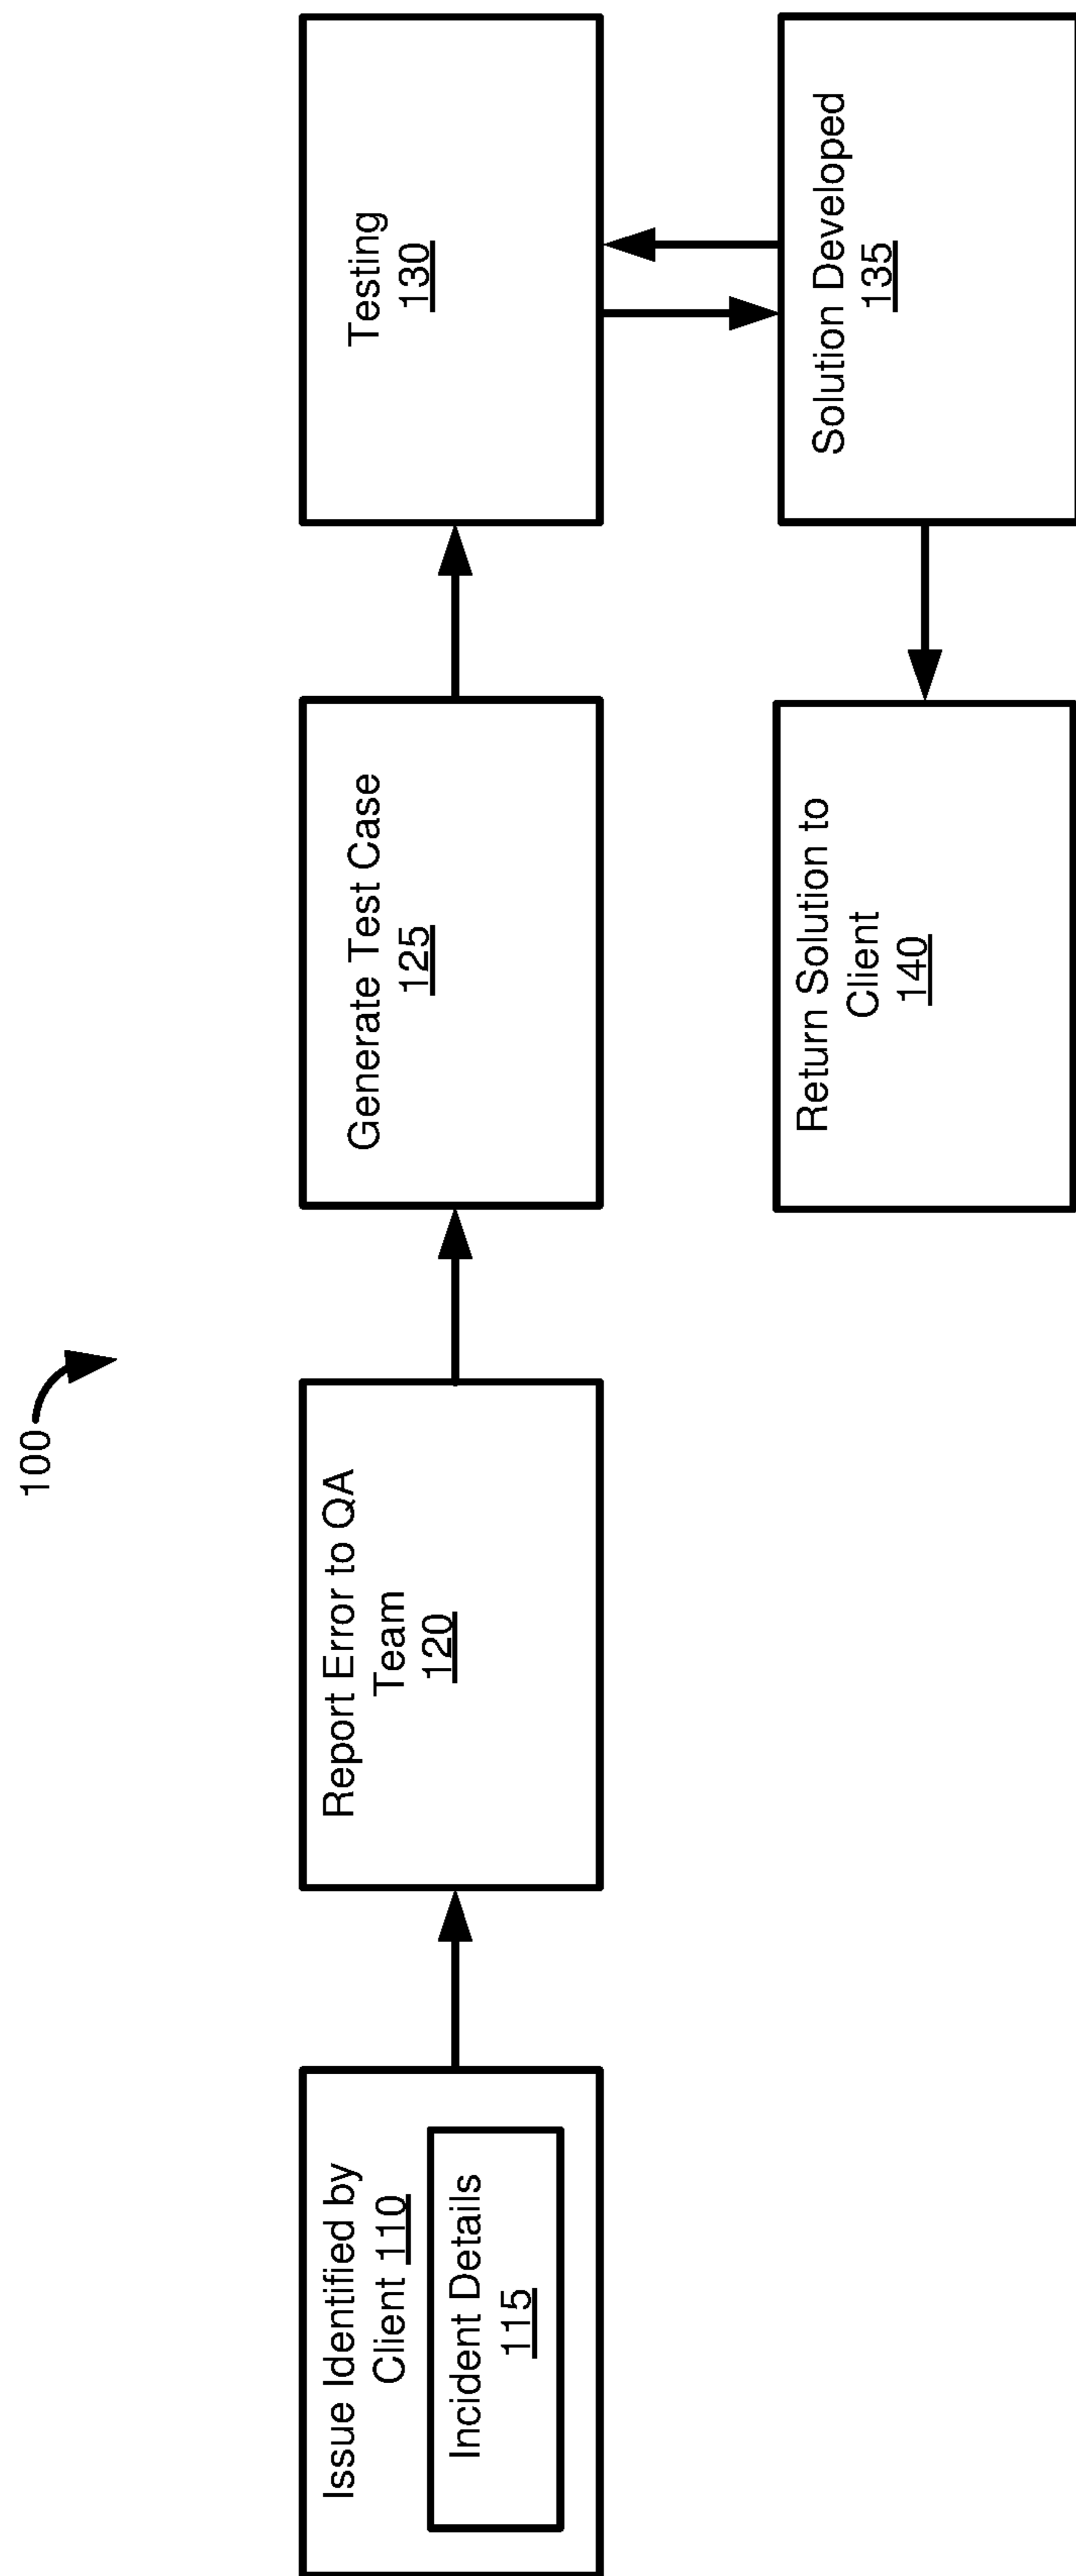 100
Issue Identified by
Client 110
Incident Details
115
Report Error to QA
Team
120
Generate Test Case
125
Testing
130
Solution Developed
135
Return Solution to
Client
140